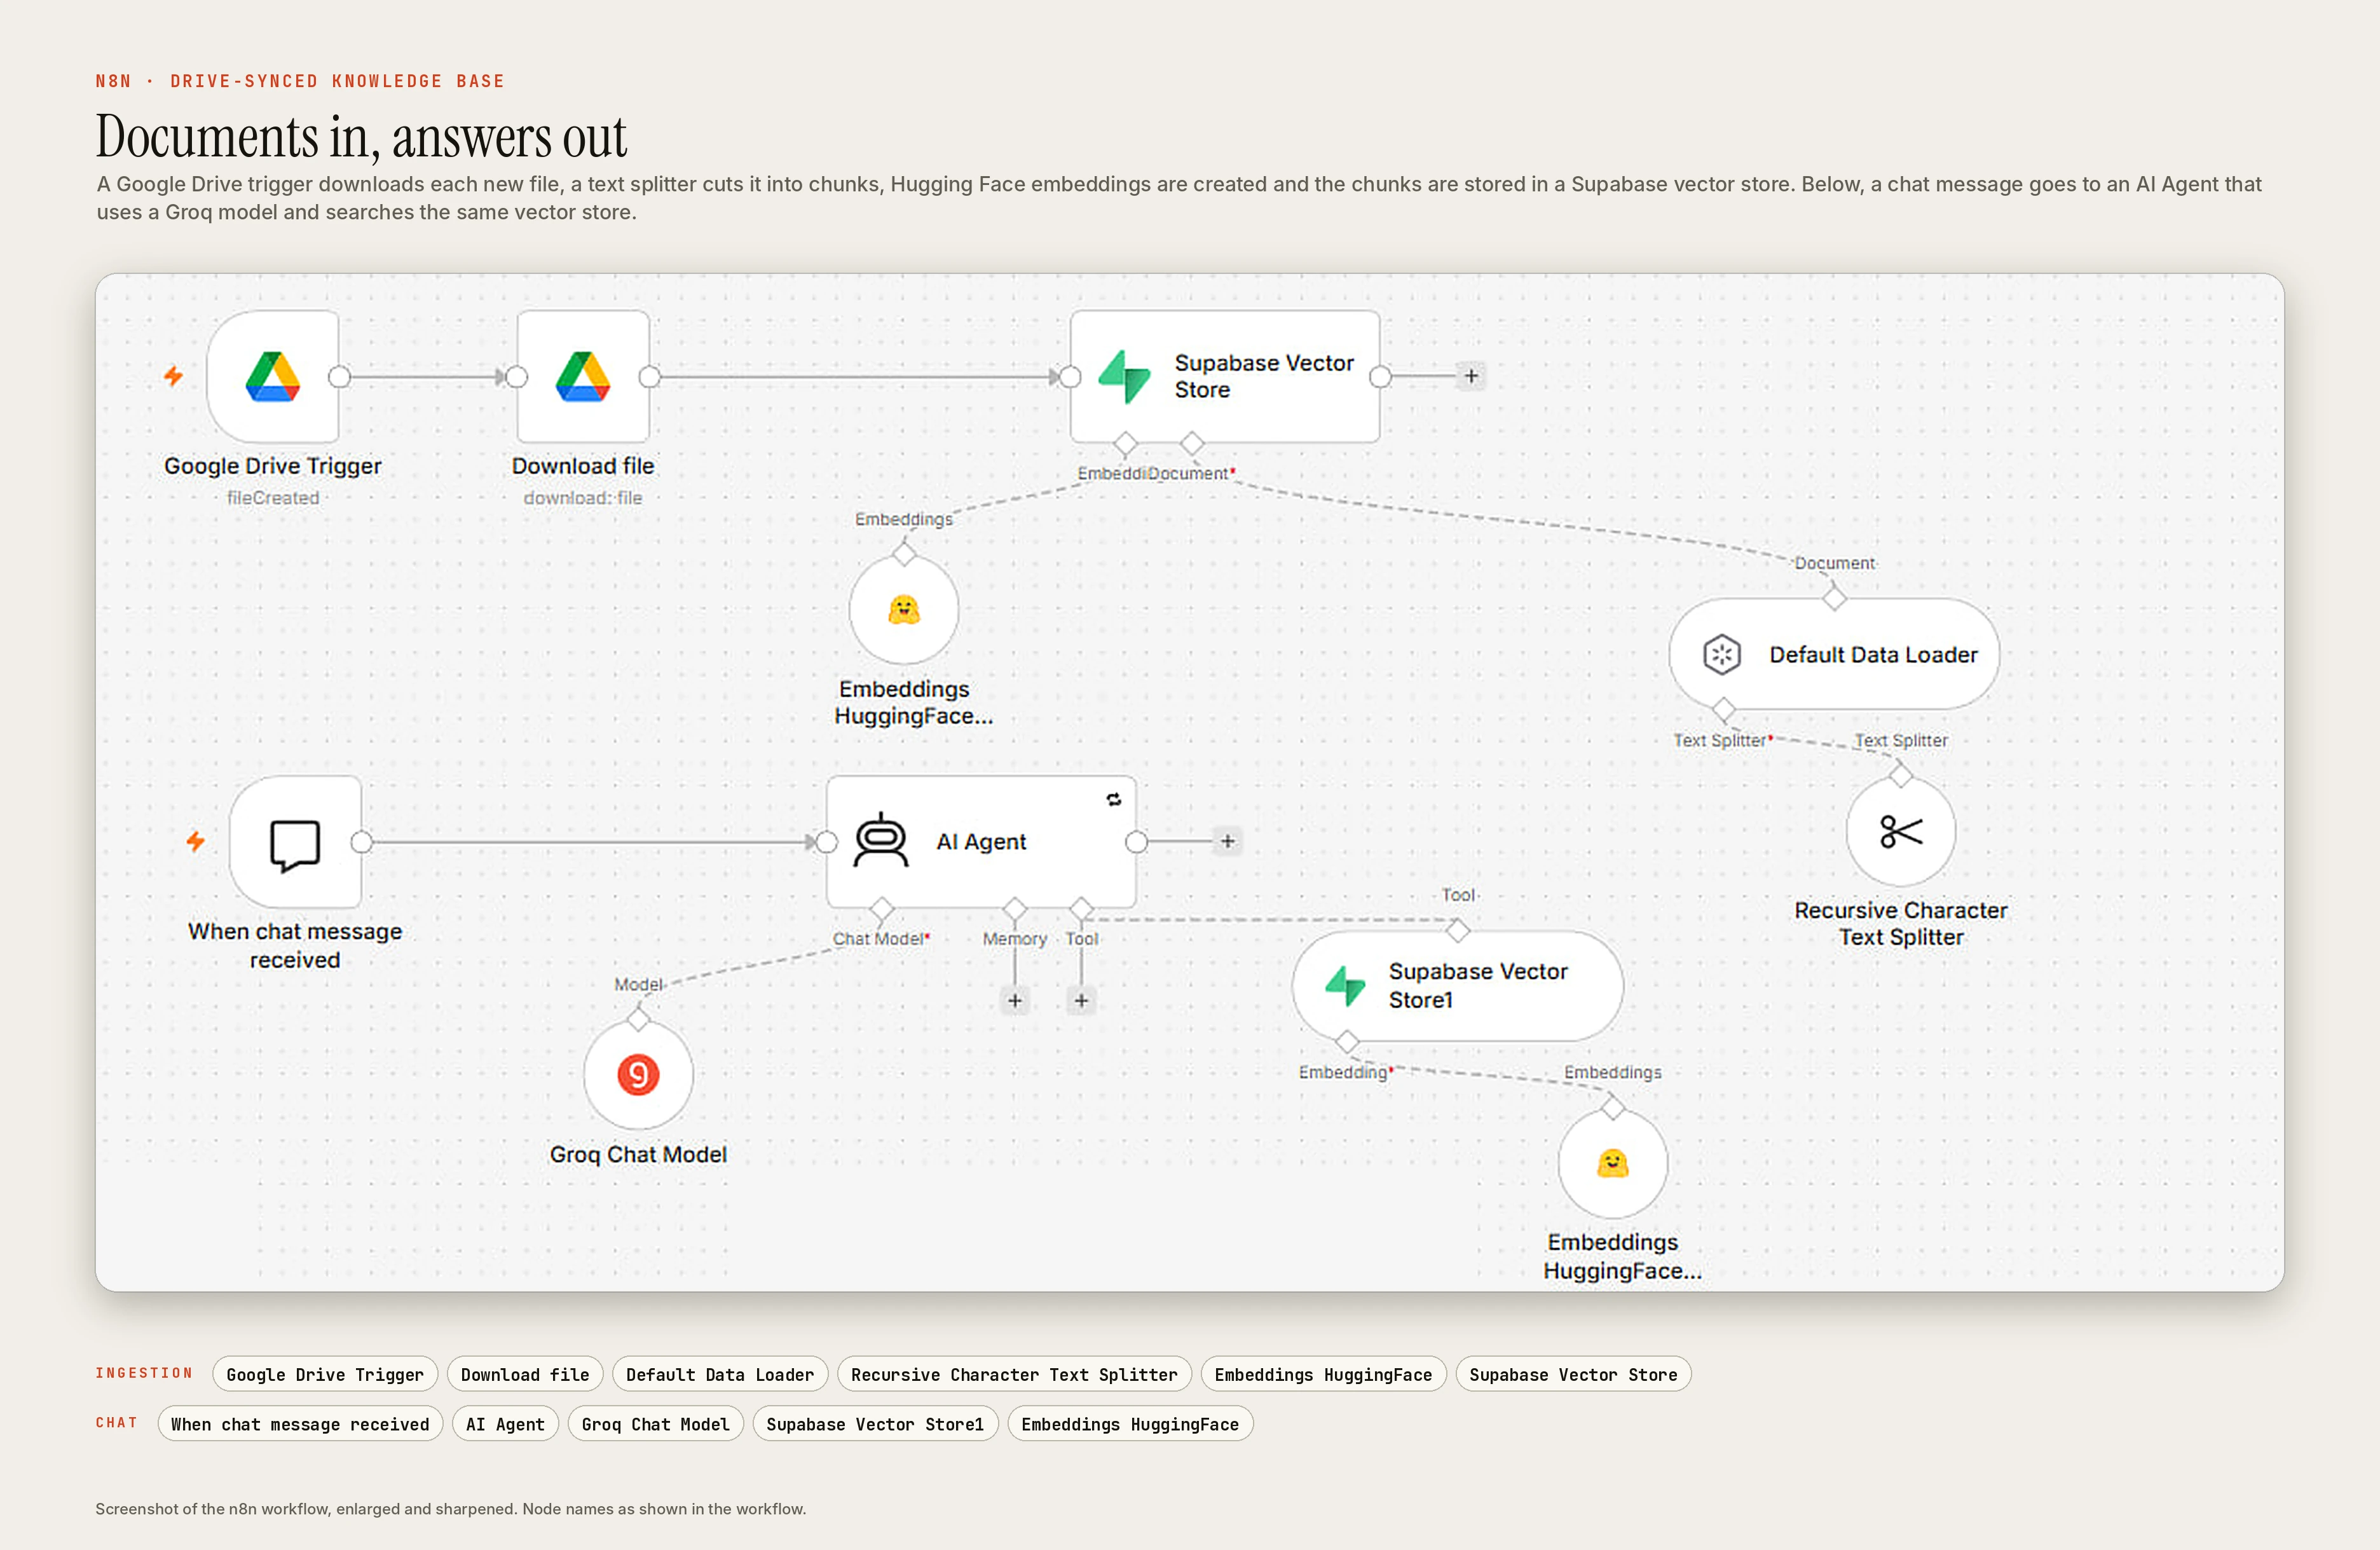 N8N · DRIVE-SYNCED KNOWLEDGE BASE
Documents in, answers out
A Google Drive trigger downloads each new file, a text splitter cuts it into chunks, Hugging Face embeddings are created and the chunks are stored in a Supabase vector store. Below, a chat message goes to an AI Agent that
uses a Groq model and searches the same vector store.
Supabase Vector
Store
Google Drive Trigger
fileCreated
Download file
download: file
Embeddi
Document*
Embeddings
Embeddings
HuggingFace...
Document
Default Data Loader
Text Splitter*
Text Splitter
Recursive Character
Text Splitter
When chat message
received
AI Agent
Chat Model*
Memory
Tool
Model
Groq Chat Model
Tool
Supabase Vector
Store1
Embedding*
Embeddings
Embeddings
HuggingFace...
INGESTION
Google Drive Trigger
Download file
Default Data Loader
Recursive Character Text Splitter
Embeddings HuggingFace
Supabase Vector Store
CHAT
When chat message received
AI Agent
Groq Chat Model
Supabase Vector Store1
Embeddings HuggingFace
Screenshot of the n8n workflow, enlarged and sharpened. Node names as shown in the workflow.